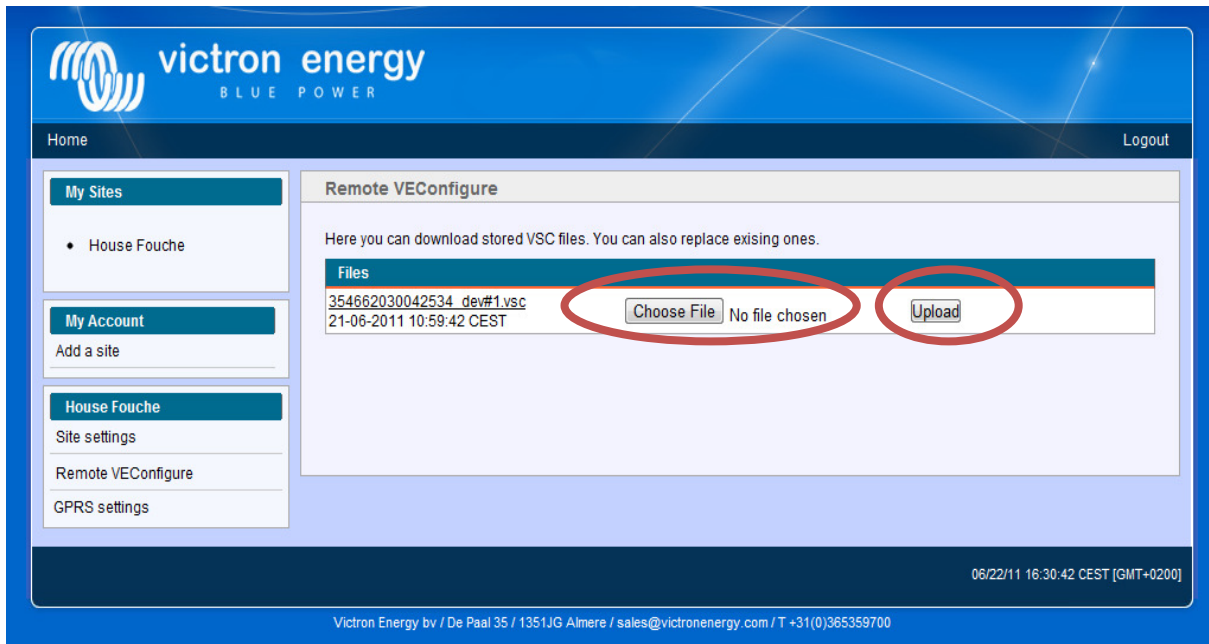 victron energy
BLUE POWER
Home
Logout
My Sites
House Fouche
My Account
Add a site
House Fouche
Site settings
Remote VEConfigure
GPRS settings
Remote VEConfigure
Here you can download stored VSC files. You can also replace exising ones.
Files
354662030042534_dev#1.vsc
21-06-2011 10:59:42 CEST
Choose File No file chosen
Upload
06/22/11 16:30:42 CEST [GMT+0200]
Victron Energy bv / De Paal 35 / 1351JG Almere / sales@victronenergy.com / T +31(0)365359700